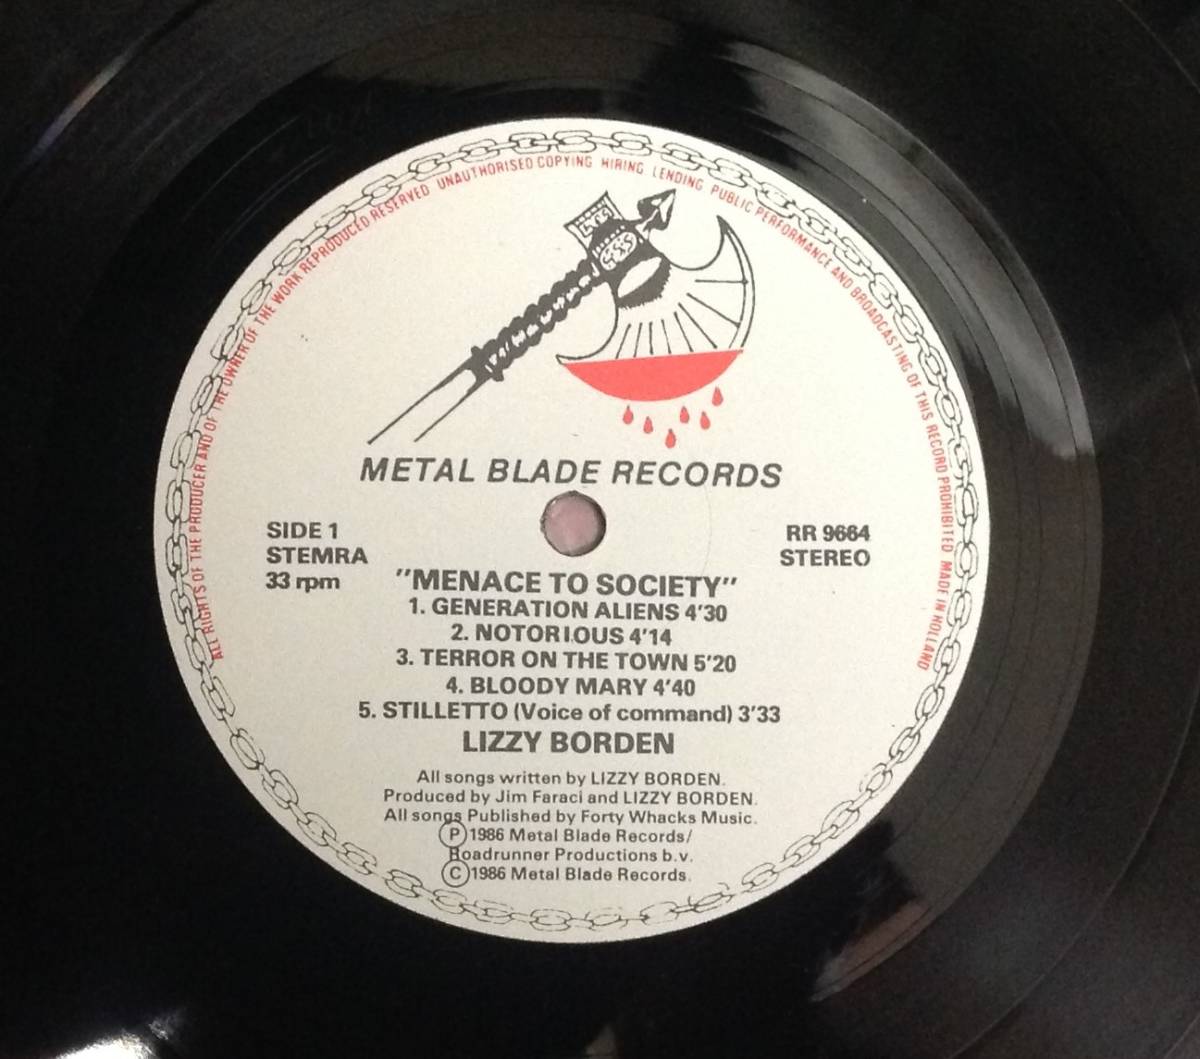 ALL RIGHTS OF THE PRODUCER AND OF THE OWNER OF THE WORK REPRODUCED RESERVED UNAUTHORISED COPYING HIRING LENDING PUBLIC PERFORMANCE AND BROADCASTING OF THIS RECORD PROHIBITED MADE IN HOLLAND
METAL BLADE RECORDS
SIDE 1
STEMRA
33 rpm
RR 9664
STEREO
"MENACE TO SOCIETY"
1. GENERATION ALIENS 4'30
2. NOTORIOUS 4'14
3. TERROR ON THE TOWN 5'20
4. BLOODY MARY 4'40
5. STILLETTO (Voice of command) 3'33
LIZZY BORDEN
All songs written by LIZZY BORDEN.
Produced by Jim Faraci and LIZZY BORDEN.
All songs Published by Forty Whacks Music.
Ⓟ 1986 Metal Blade Records/
Roadrunner Productions b.v.
Ⓒ 1986 Metal Blade Records.